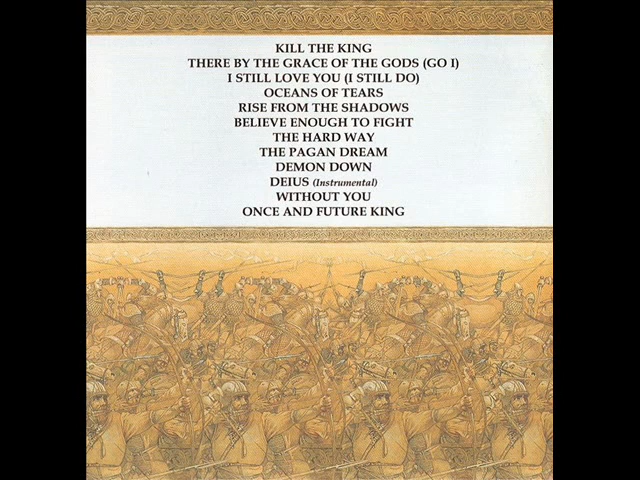 KILL THE KING
THERE BY THE GRACE OF THE GODS (GO I)
I STILL LOVE YOU (I STILL DO)
OCEANS OF TEARS
RISE FROM THE SHADOWS
BELIEVE ENOUGH TO FIGHT
THE HARD WAY
THE PAGAN DREAM
DEMON DOWN
DEIUS (Instrumental)
WITHOUT YOU
ONCE AND FUTURE KING